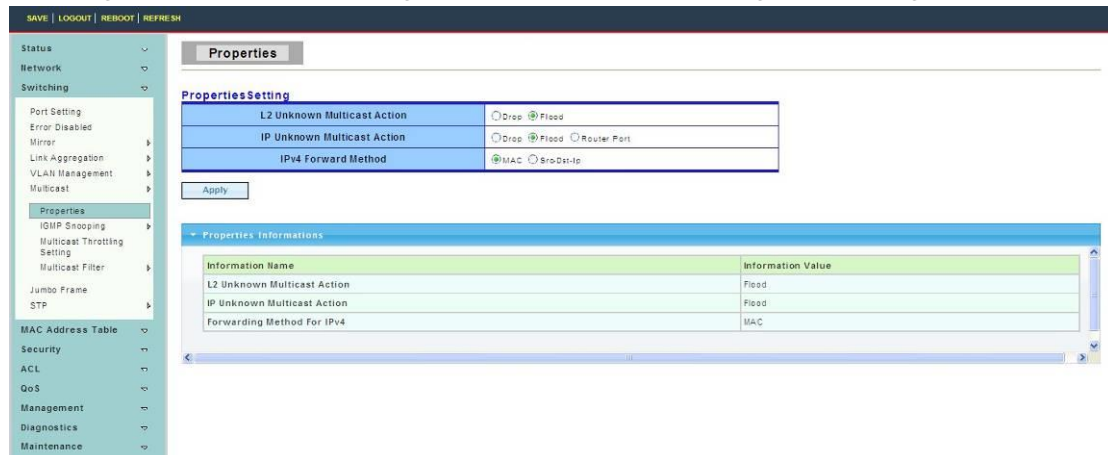 SAVE | LOGOUT | REBOOT | REFRESH
Status
Network
Switching
Port Setting
Error Disabled
Mirror
Link Aggregation
VLAN Management
Multicast
Properties
IGMP Snooping
Multicast Throttling
Setting
Multicast Filter
Jumbo Frame
STP
MAC Address Table
Security
ACL
QoS
Management
Diagnostics
Maintenance
Properties
Properties Setting
L2 Unknown Multicast Action Drop Flood
IP Unknown Multicast Action Drop Flood Router Port
IPv4 Forward Method MAC Src-Dst-Ip
Apply
Properties Informations
Information Name Information Value
L2 Unknown Multicast Action Flood
IP Unknown Multicast Action Flood
Forwarding Method For IPv4 MAC